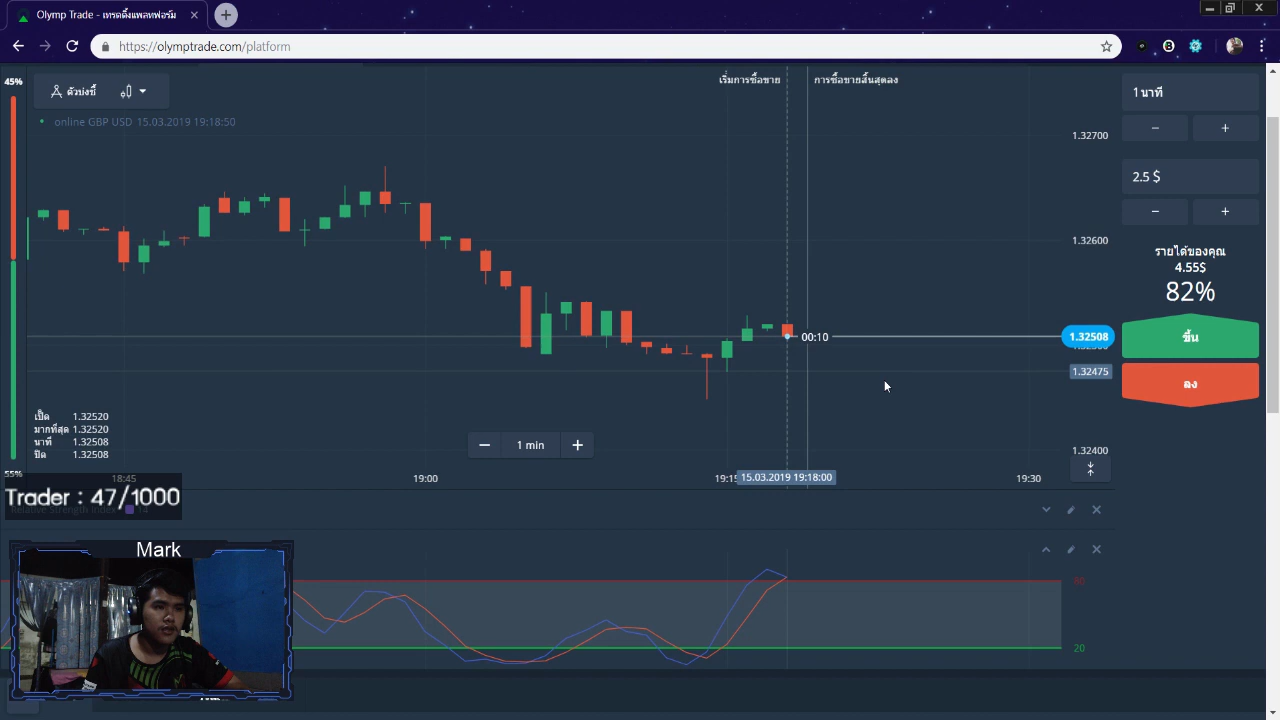 Olymp Trade - เทรดดิ้งแพลทฟอร์ม
https://olymptrade.com/platform
45%
ตัวบ่งชี้
online GBP USD 15.03.2019 19:18:50
เริ่มการซื้อขาย
การซื้อขายสิ้นสุดลง
1.32700
1.32600
00:10
1.32508
1.32475
1.32400
เปิด 1.32520
มากที่สุด 1.32520
นาที 1.32508
ปิด 1.32508
1 min
55%
18:45
19:00
19:15
15.03.2019 19:18:00
19:30
1 นาที
2.5 $
รายได้ของคุณ
4.55$
82%
ขึ้น
ลง
Trader : 47/1000
Relative Strength Index 14
Mark
80
20